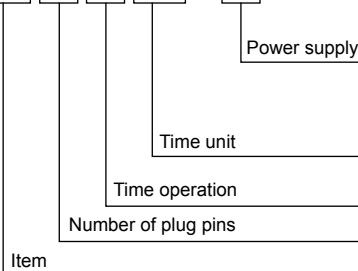 Power supply
Time unit
Time operation
Number of plug pins
Item